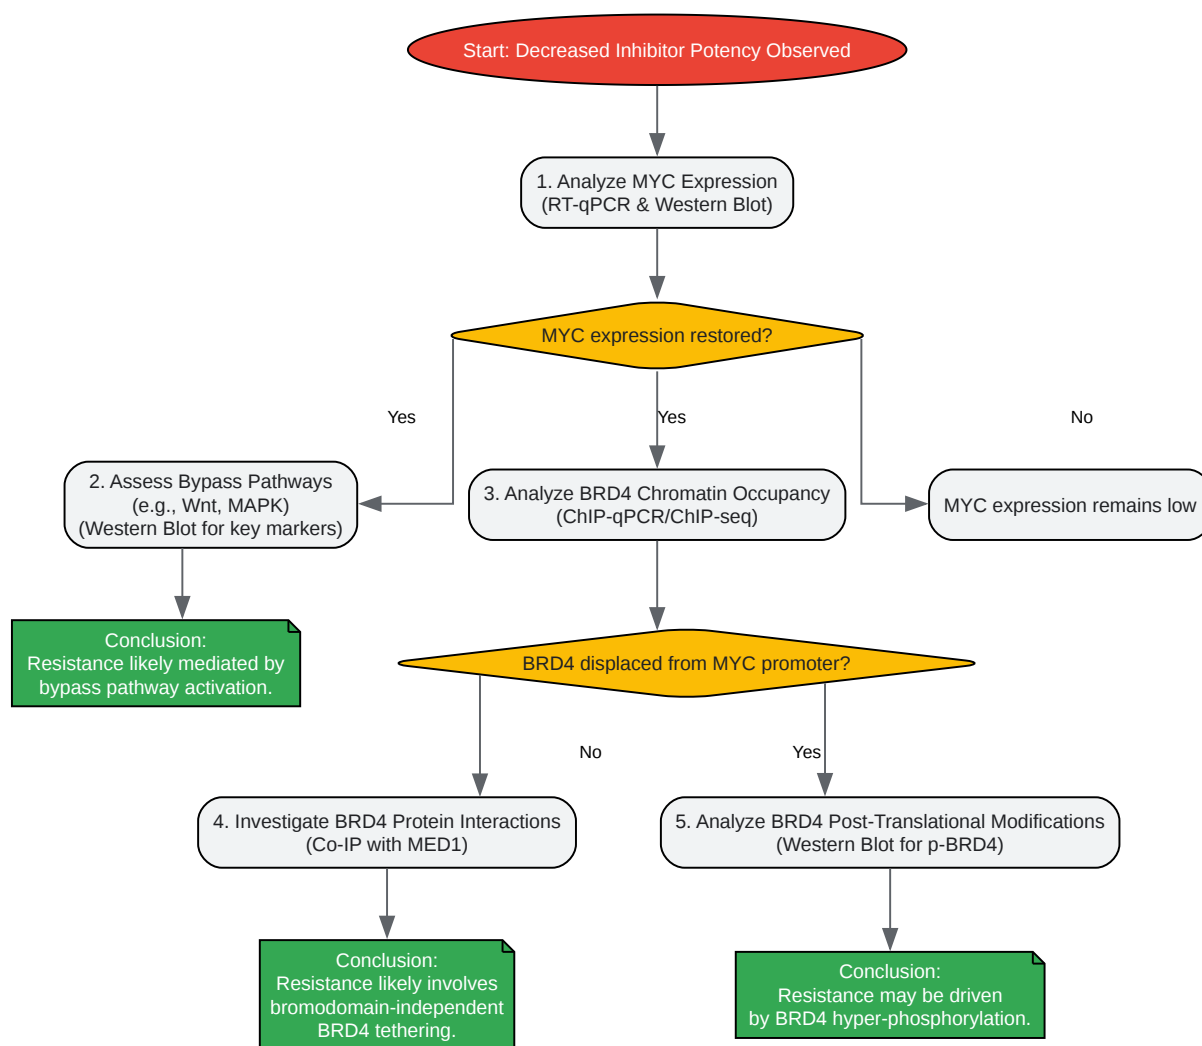 Start: Decreased Inhibitor Potency Observed
1. Analyze MYC Expression
(RT-qPCR & Western Blot)
MYC expression restored?
Yes
Yes
No
2. Assess Bypass Pathways
(e.g., Wnt, MAPK)
(Western Blot for key markers)
3. Analyze BRD4 Chromatin Occupancy
(ChIP-qPCR/ChIP-seq)
MYC expression remains low
Conclusion:
Resistance likely mediated by
bypass pathway activation.
BRD4 displaced from MYC promoter?
No
Yes
4. Investigate BRD4 Protein Interactions
(Co-IP with MED1)
5. Analyze BRD4 Post-Translational Modifications
(Western Blot for p-BRD4)
Conclusion:
Resistance likely involves
bromodomain-independent
BRD4 tethering.
Conclusion:
Resistance may be driven
by BRD4 hyper-phosphorylation.